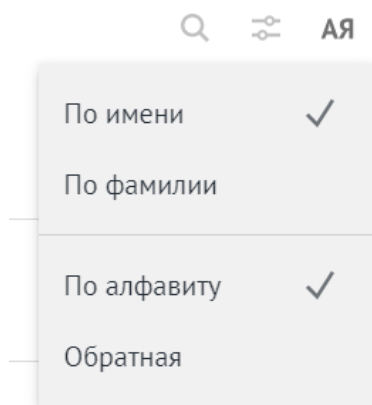 АЯ
По имени
По фамилии
По алфавиту
Обратная